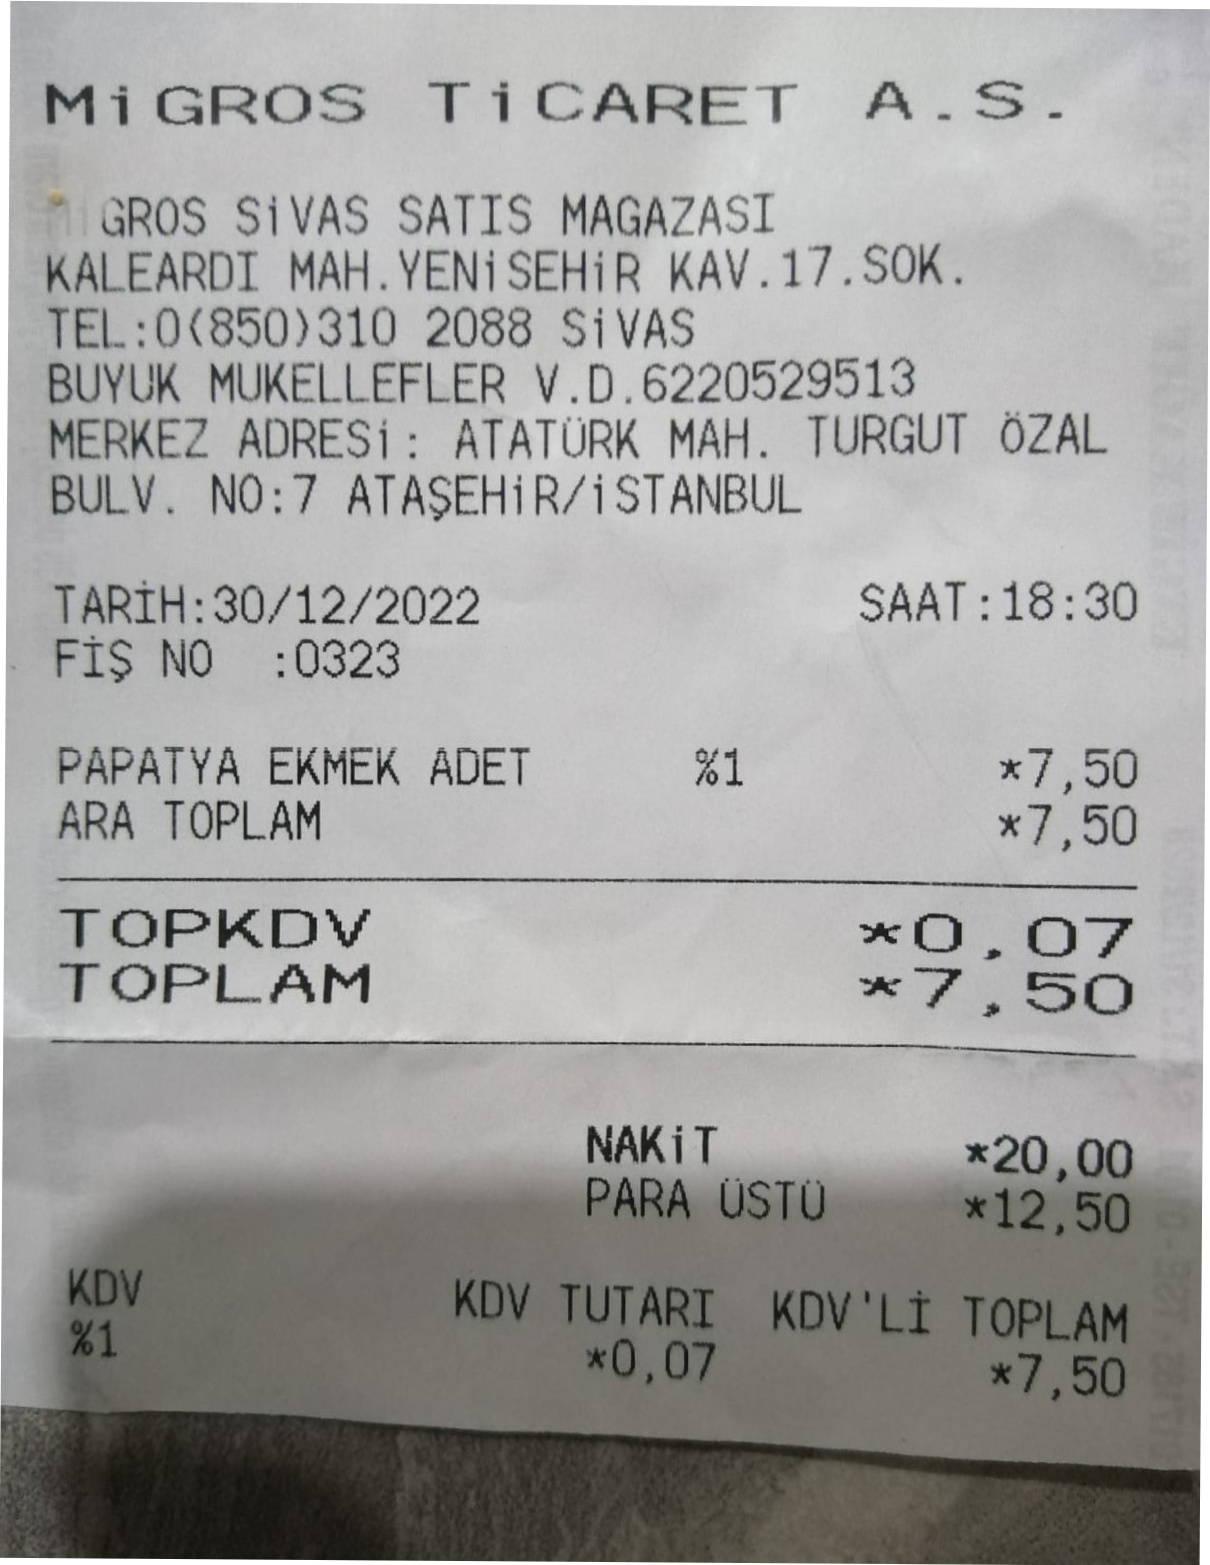 MiGROS TiCARET A.S.
MiGROS SiVAS SATIS MAGAZASI
KALEARDI MAH.YENiSEHiR KAV.17.SOK.
TEL:0(850)310 2088 SiVAS
BUYUK MUKELLEFLER V.D.6220529513
MERKEZ ADRESi: ATATÜRK MAH. TURGUT ÖZAL
BULV. NO:7 ATAŞEHiR/iSTANBUL
TARİH:30/12/2022 SAAT:18:30
FİŞ NO :0323
PAPATYA EKMEK ADET %1 *7,50
ARA TOPLAM *7,50
TOPKDV *0,07
TOPLAM *7,50
NAKiT *20,00
PARA ÜSTÜ *12,50
KDV KDV TUTARI KDV'Lİ TOPLAM
%1 *0,07 *7,50